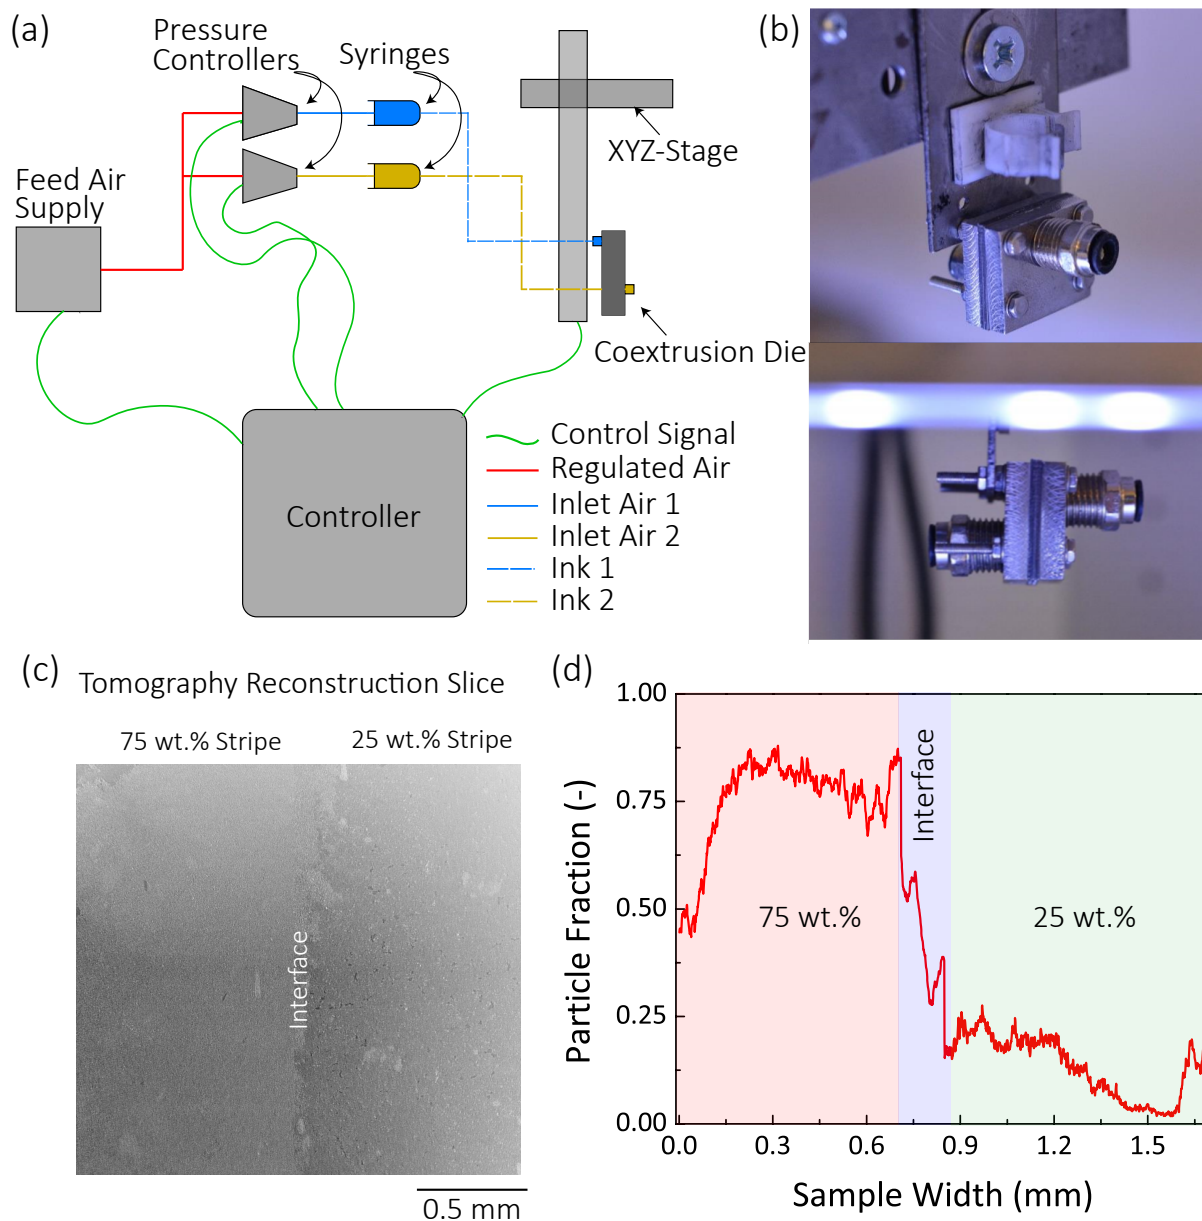 (a)
Pressure
Controllers
Syringes
XYZ-Stage
Feed Air
Supply
Coextrusion Die
Controller
Control Signal
Regulated Air
Inlet Air 1
Inlet Air 2
Ink 1
Ink 2
(b)
(c)
Tomography Reconstruction Slice
75 wt.% Stripe
25 wt.% Stripe
Interface
0.5 mm
(d)
1.00
0.75
0.50
0.25
0.00
Particle Fraction (-)
Interface
75 wt.%
25 wt.%
0.0
0.3
0.6
0.9
1.2
1.5
Sample Width (mm)